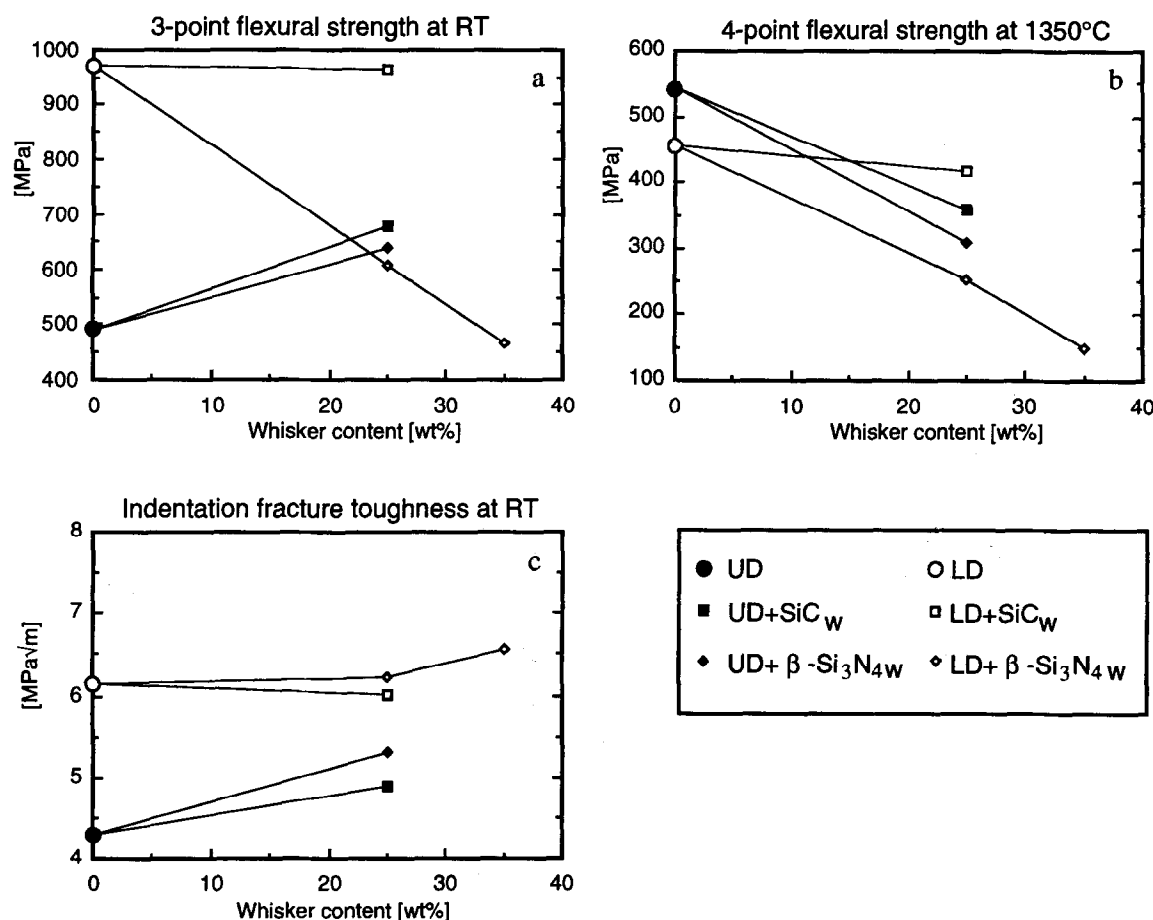 3-point flexural strength at RT
1000
900
800
700
600
500
400
[MPa]
a
0 10 20 30 40
Whisker content [wt%]
4-point flexural strength at 1350°C
600
500
400
300
200
100
[MPa]
b
0 10 20 30 40
Whisker content [wt%]
Indentation fracture toughness at RT
8
7
6
5
4
[MPa√m]
c
0 10 20 30 40
Whisker content [wt%]
● UD ○ LD
■ UD+SiC w □ LD+SiC w
◆ UD+ β -Si3N4w ◇ LD+ β -Si3N4w